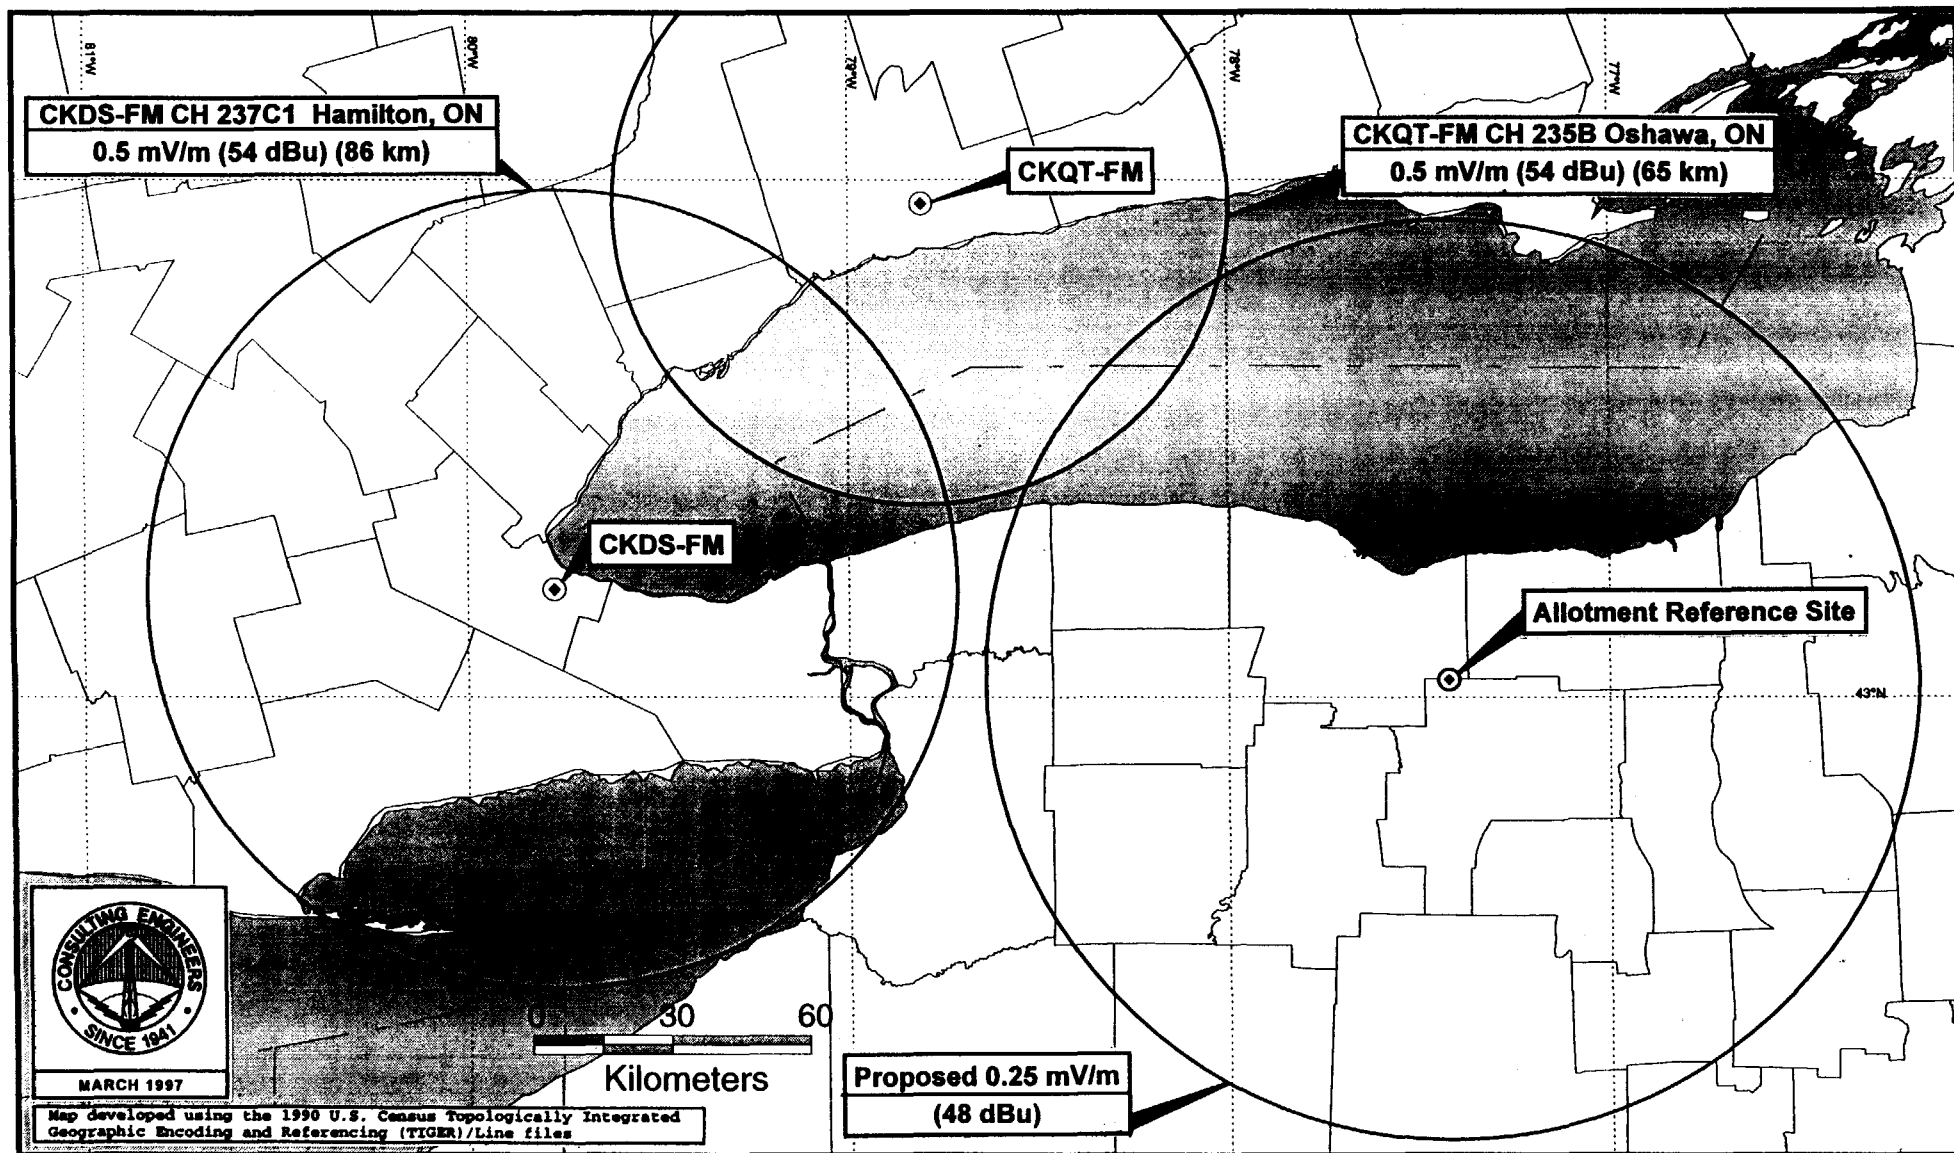 81°W
80°W
79°W
78°W
77°W
CKDS-FM CH 237C1 Hamilton, ON
0.5 mV/m (54 dBu) (86 km)
CKQT-FM CH 235B Oshawa, ON
0.5 mV/m (54 dBu) (65 km)
CKQT-FM
CKDS-FM
Allotment Reference Site
43°N
CONSULTING ENGINEERS
• SINCE 1941 •
MARCH 1997
0 30 60
Kilometers
Proposed 0.25 mV/m
(48 dBu)
Map developed using the 1990 U.S. Census Topologically Integrated
Geographic Encoding and Referencing (TIGER)/Line files